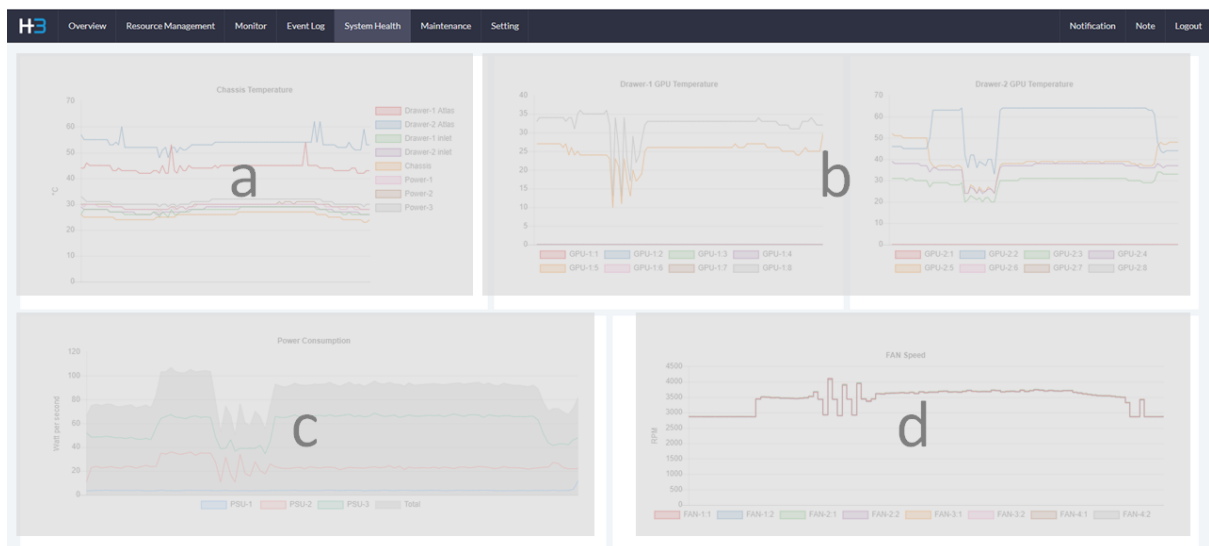 H3 Overview Resource Management Monitor Event Log System Health Maintenance Setting Notification Note Logout
Chassis Temperature
70
60
50
40
30
20
10
6
°C
Drawer-1 Atlas
Drawer-2 Atlas
Drawer-1 Inlet
Drawer-2 Inlet
Chassis
Power-1
Power-2
Power-3
a
Drawer-1 GPU Temperature
40
35
30
25
20
15
10
5
0
GPU-1:1 GPU-1:2 GPU-1:3 GPU-1:4
GPU-1:5 GPU-1:6 GPU-1:7 GPU-1:8
b
Drawer-2 GPU Temperature
70
60
50
40
30
20
10
0
GPU-2:1 GPU-2:2 GPU-2:3 GPU-2:4
GPU-2:5 GPU-2:6 GPU-2:7 GPU-2:8
Power Consumption
120
100
80
60
40
20
0
Watt per second
PSU-1 PSU-2 PSU-3 Total
c
FAN Speed
4500
4000
3500
3000
2500
2000
1500
1000
500
0
RPM
FAN-1:1 FAN-1:2 FAN-2:1 FAN-2:2 FAN-3:1 FAN-3:2 FAN-4:1 FAN-4:2
d